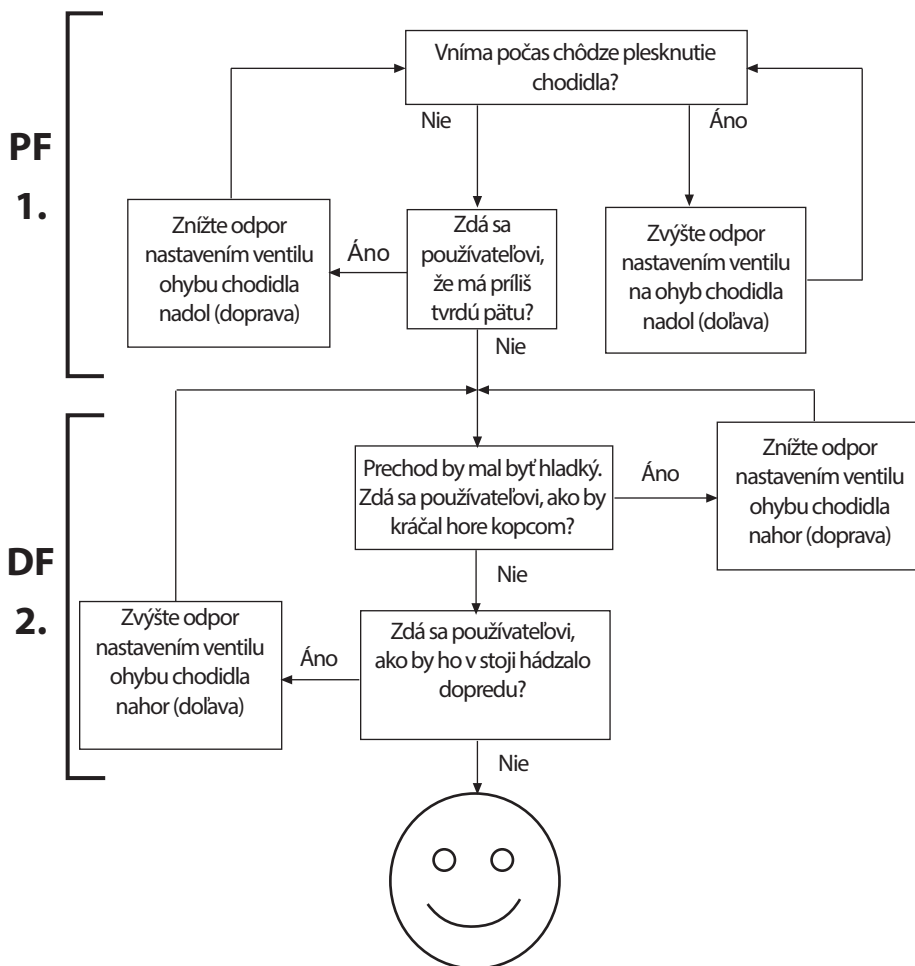 PF
1.
Vníma počas chôdze plesknutie
chodidla?
Nie
Áno
Znížte odpor
nastavením ventilu
ohybu chodidla
nadol (doprava)
Áno
Zdá sa
používateľovi,
že má príliš
tvrdú pätu?
Zvýšte odpor
nastavením ventilu
na ohyb chodidla
nadol (doľava)
Nie
DF
2.
Prechod by mal byť hladký.
Zdá sa používateľovi, ako by
kráčal hore kopcom?
Áno
Znížte odpor
nastavením ventilu
ohybu chodidla
nahor (doprava)
Nie
Zvýšte odpor
nastavením ventilu
ohybu chodidla
nahor (doľava)
Áno
Zdá sa používateľovi,
ako by ho v stoji hádzalo
dopredu?
Nie